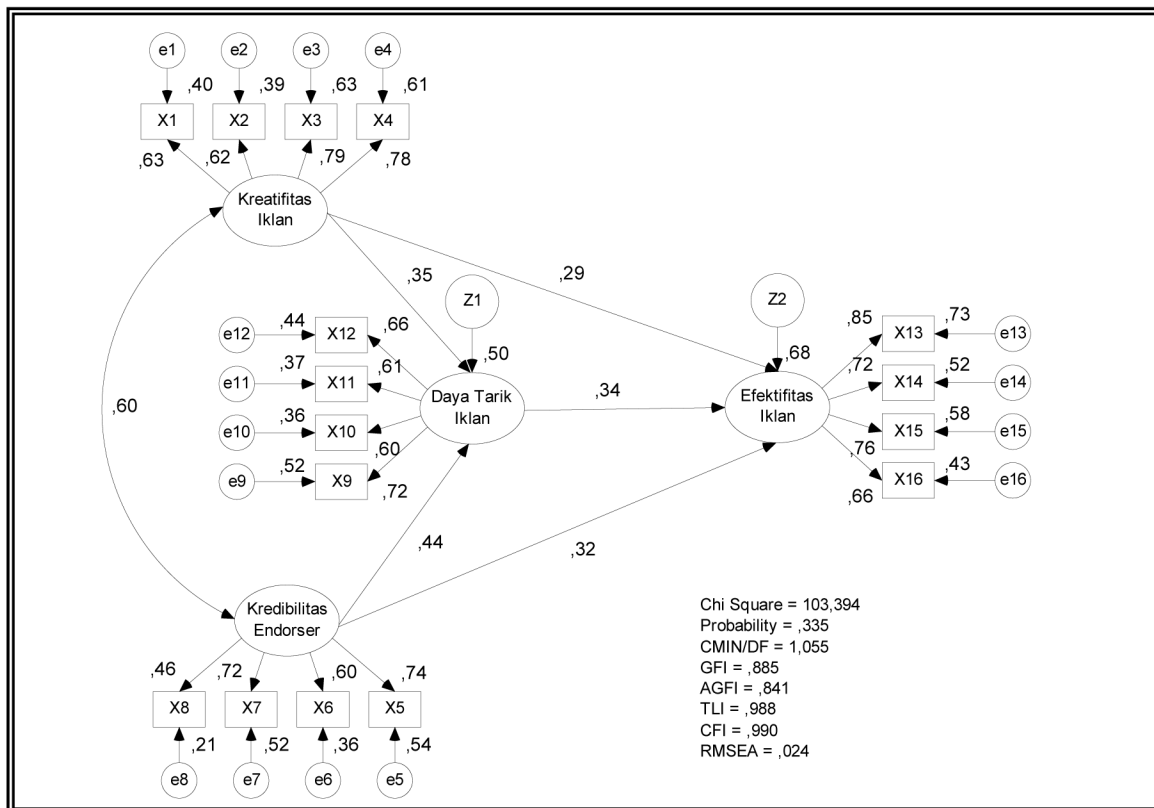 e1 e2 e3 e4
,40 ,39 ,63 ,61
X1 X2 X3 X4
,63 ,62 ,79 ,78
Kreatifitas
Iklan
,35 ,29
Z1 Z2
e12 ,44 X12 ,66 ,50 ,68 ,85 X13 ,73 e13
e11 ,37 X11 ,61 ,72 X14 ,52 e14
Daya Tarik
Iklan
,34
Efektifitas
Iklan
,60
e10 ,36 X10 ,60 ,76 X15 ,58 e15
e9 ,52 X9 ,72 ,66 X16 ,43 e16
,44 ,32
Kredibilitas
Endorser
,46 ,72 ,60 ,74
X8 X7 X6 X5
,21 ,52 ,36 ,54
e8 e7 e6 e5
Chi Square = 103,394
Probability = ,335
CMIN/DF = 1,055
GFI = ,885
AGFI = ,841
TLI = ,988
CFI = ,990
RMSEA = ,024